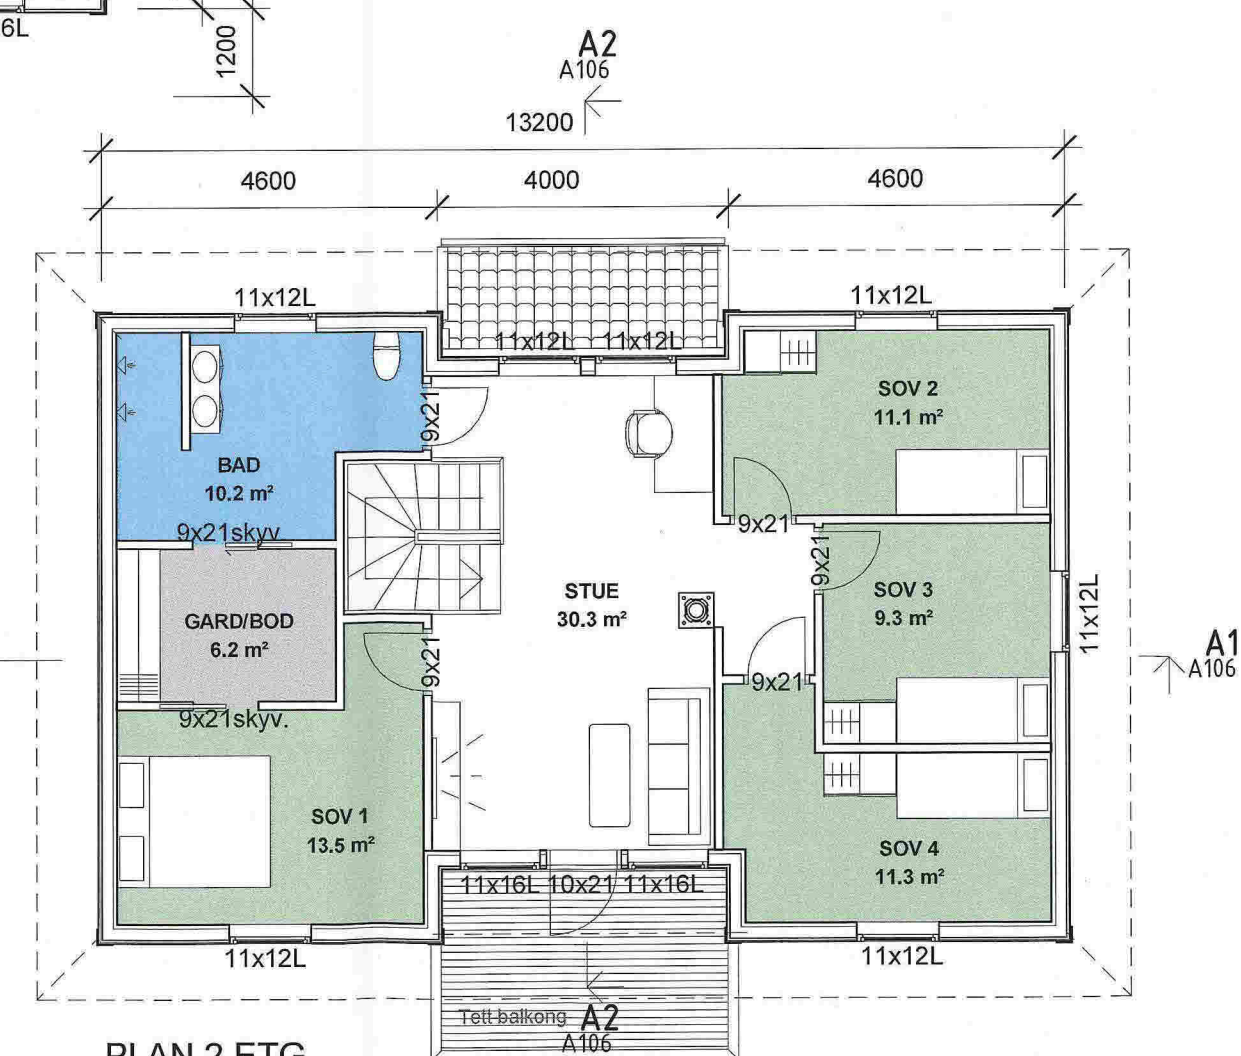 6L
1200
A2
A106
13200
4600
4000
4600
11x12L
11x12L
11x12L
11x12L
9x21
SOV 2
11.1 m²
BAD
10.2 m²
9x21skyv.
9x21
9x21
STUE
30.3 m²
SOV 3
9.3 m²
11x12L
GARD/BOD
6.2 m²
A1
A106
9x21
9x21
9x21skyv.
SOV 1
13.5 m²
SOV 4
11.3 m²
11x16L
10x21
11x16L
11x12L
11x12L
Tett balkong
A2
A106
PLAN 2.ETG